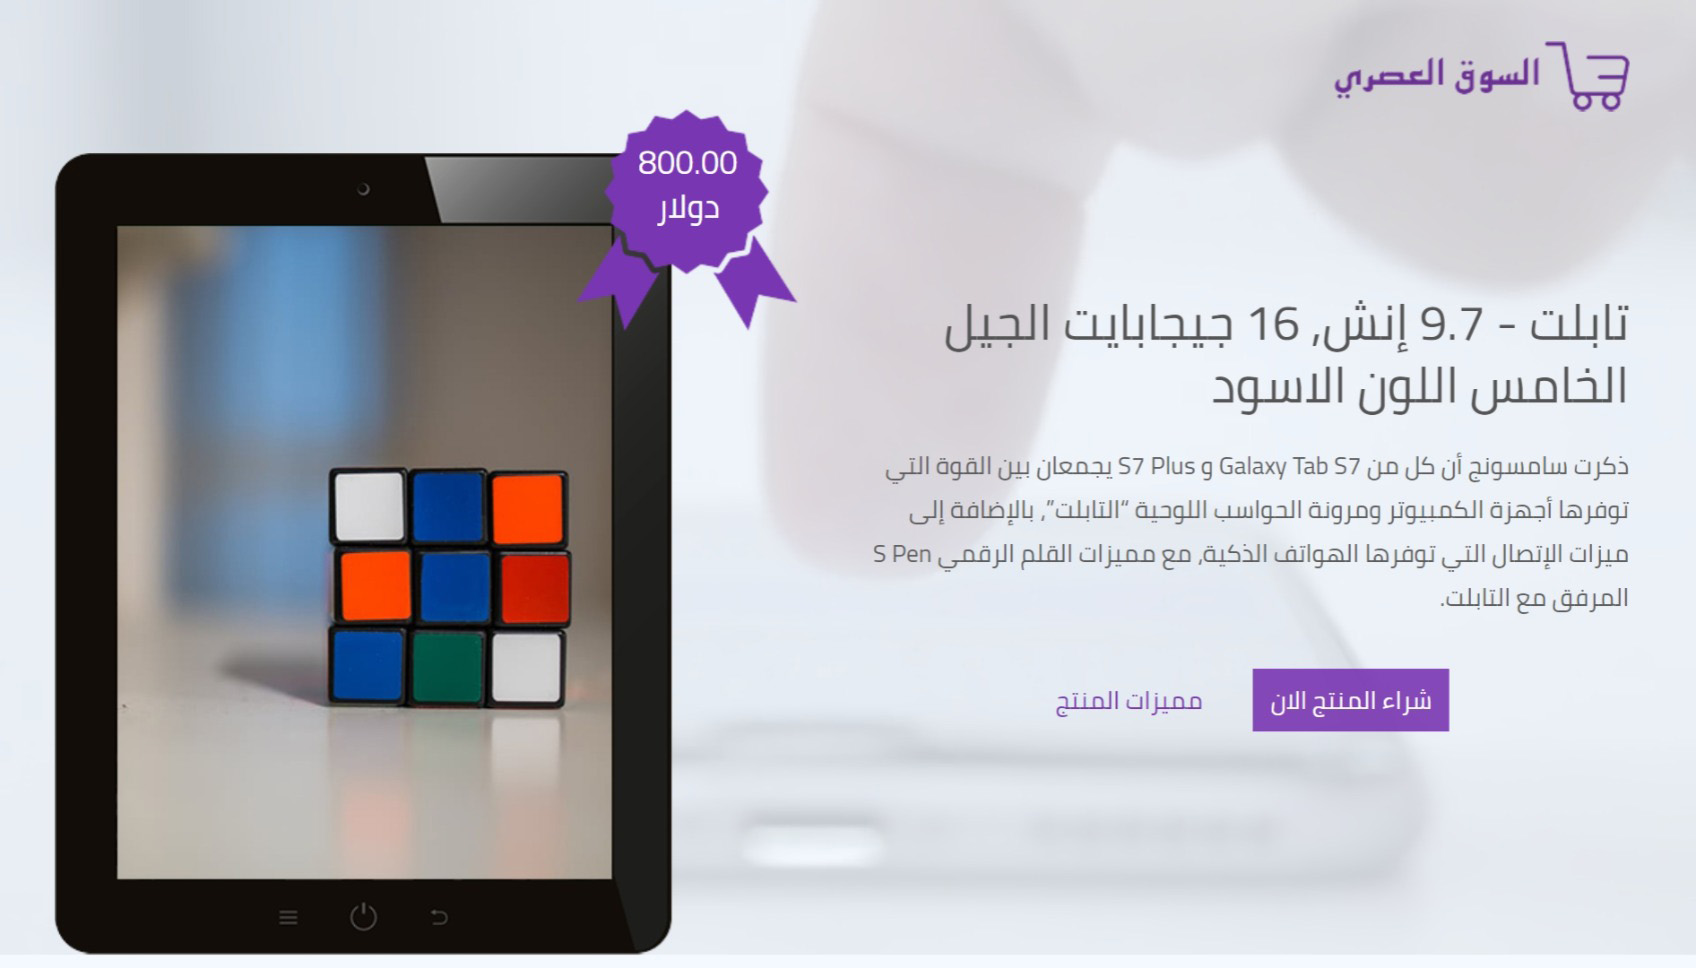 السوق العصري
800.00
دولار
تابلت - 9.7 إنش, 16 جيجابايت الجيل
الخامس اللون الاسود
ذكرت سامسونج أن كل من Galaxy Tab S7 و S7 Plus يجمعان بين القوة التي
توفرها أجهزة الكمبيوتر ومرونة الحواسب اللوحية “التابلت”، بالإضافة إلى
ميزات الإتصال التي توفرها الهواتف الذكية، مع مميزات القلم الرقمي S Pen
المرفق مع التابلت.
شراء المنتج الان
مميزات المنتج